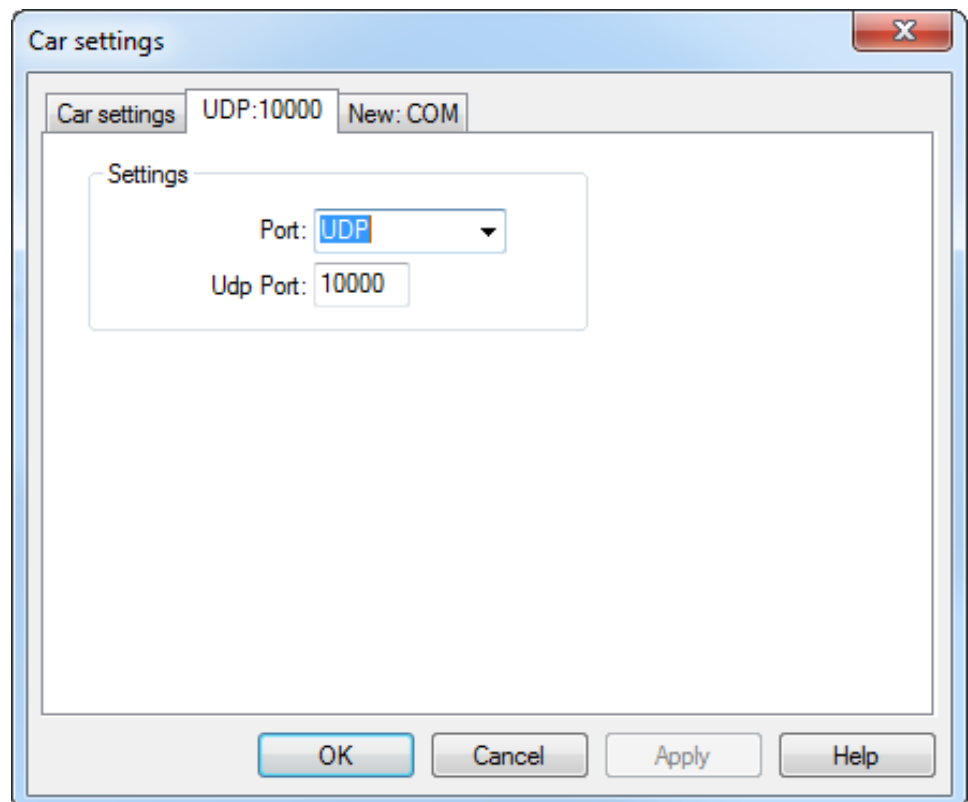 Car settings
Car settings UDP:10000 New: COM
Settings
Port: UDP
Udp Port: 10000
OK Cancel Apply Help